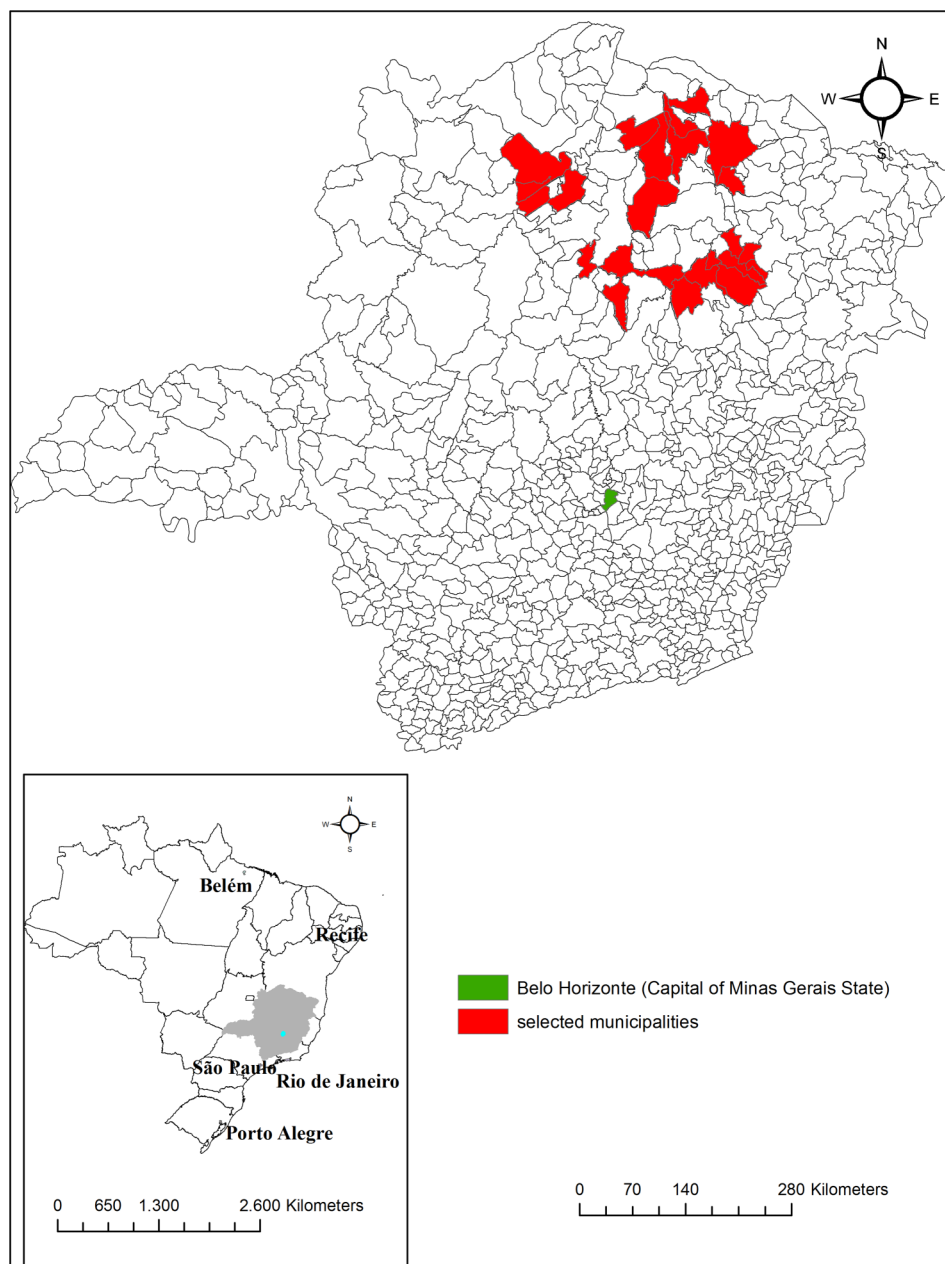 N
W E
S
N
W E
S
Belém
Recife
São Paulo
Rio de Janeiro
Porto Alegre
0 650 1.300 2.600 Kilometers
Belo Horizonte (Capital of Minas Gerais State)
selected municipalities
0 70 140 280 Kilometers